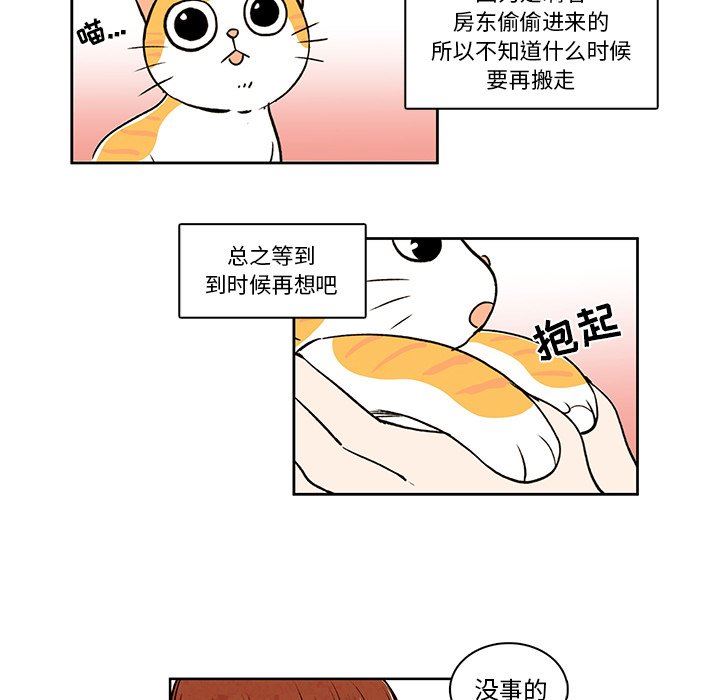 喵...
房东偷偷进来的
所以不知道什么时候
要再搬走
总之等到
到时候再想吧
抱起
没事的